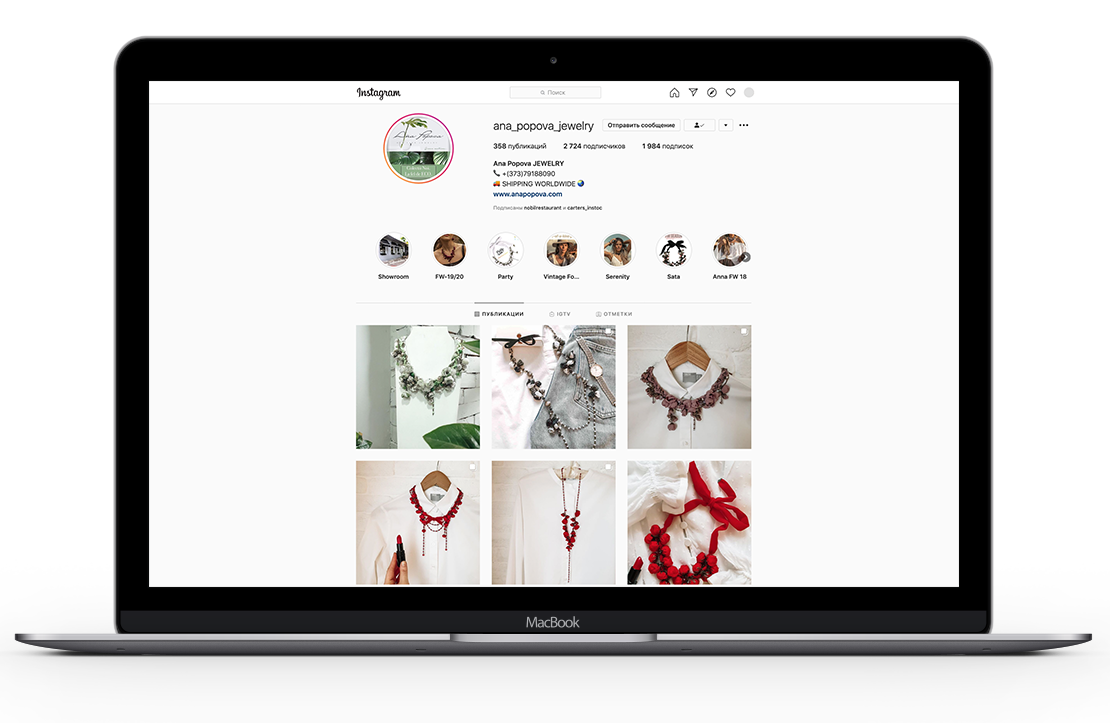 Instagram
Поиск
ana_popova_jewelry Отправить сообщение
358 публикаций 2 724 подписчиков 1 984 подписок
Ana Popova JEWELRY
+(373)79188090
SHIPPING WORLDWIDE
www.anapopova.com
Подписаны nobilrestaurant и carters_instoc
Ana Popova
Showroom FW-19/20 Party Vintage Fo... Serenity Sata Anna FW 18
ПУБЛИКАЦИИ IGTV ОТМЕТКИ
MacBook